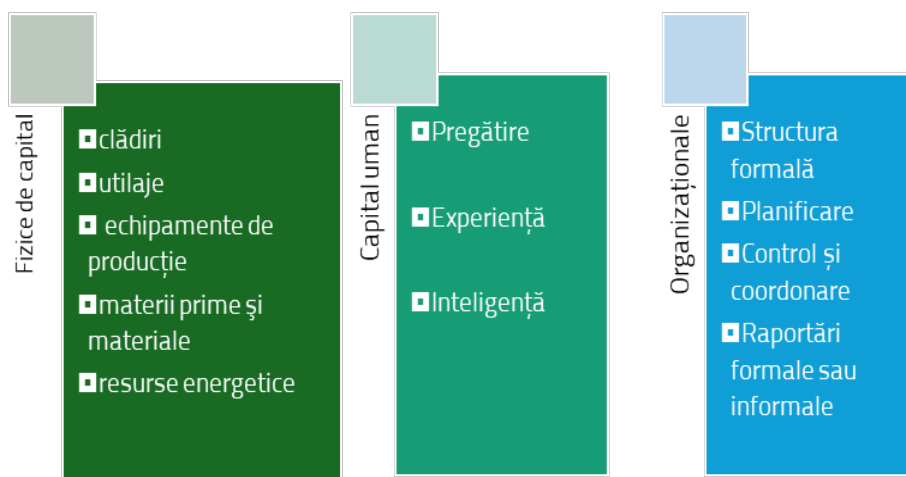 Fizice de capital
clădiri
utilaje
echipamente de
producție
materii prime şi
materiale
resurse energetice
Capital uman
Pregătire
Experiență
Inteligență
Organizaționale
Structura
formală
Planificare
Control și
coordonare
Raportări
formale sau
informale